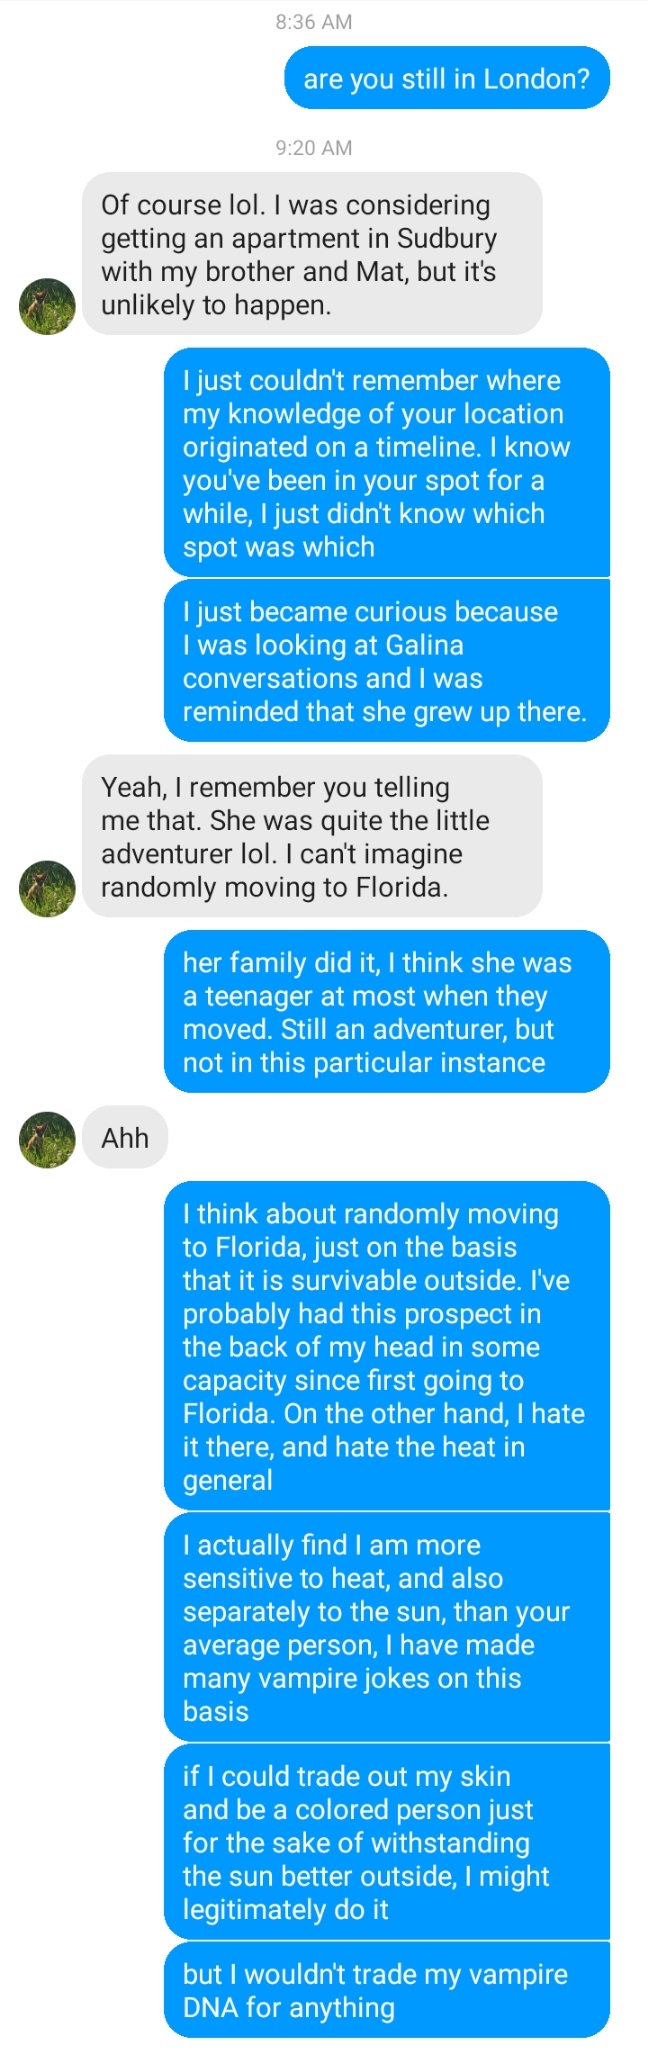 8:36 AM
are you still in London?
9:20 AM
Of course lol. I was considering
getting an apartment in Sudbury
with my brother and Mat, but it's
unlikely to happen.
I just couldn't remember where
my knowledge of your location
originated on a timeline. I know
you've been in your spot for a
while, I just didn't know which
spot was which
I just became curious because
I was looking at Galina
conversations and I was
reminded that she grew up there.
Yeah, I remember you telling
me that. She was quite the little
adventurer lol. I can't imagine
randomly moving to Florida.
her family did it, I think she was
a teenager at most when they
moved. Still an adventurer, but
not in this particular instance
Ahh
I think about randomly moving
to Florida, just on the basis
that it is survivable outside. I've
probably had this prospect in
the back of my head in some
capacity since first going to
Florida. On the other hand, I hate
it there, and hate the heat in
general
I actually find I am more
sensitive to heat, and also
separately to the sun, than your
average person, I have made
many vampire jokes on this
basis
if I could trade out my skin
and be a colored person just
for the sake of withstanding
the sun better outside, I might
legitimately do it
but I wouldn't trade my vampire
DNA for anything